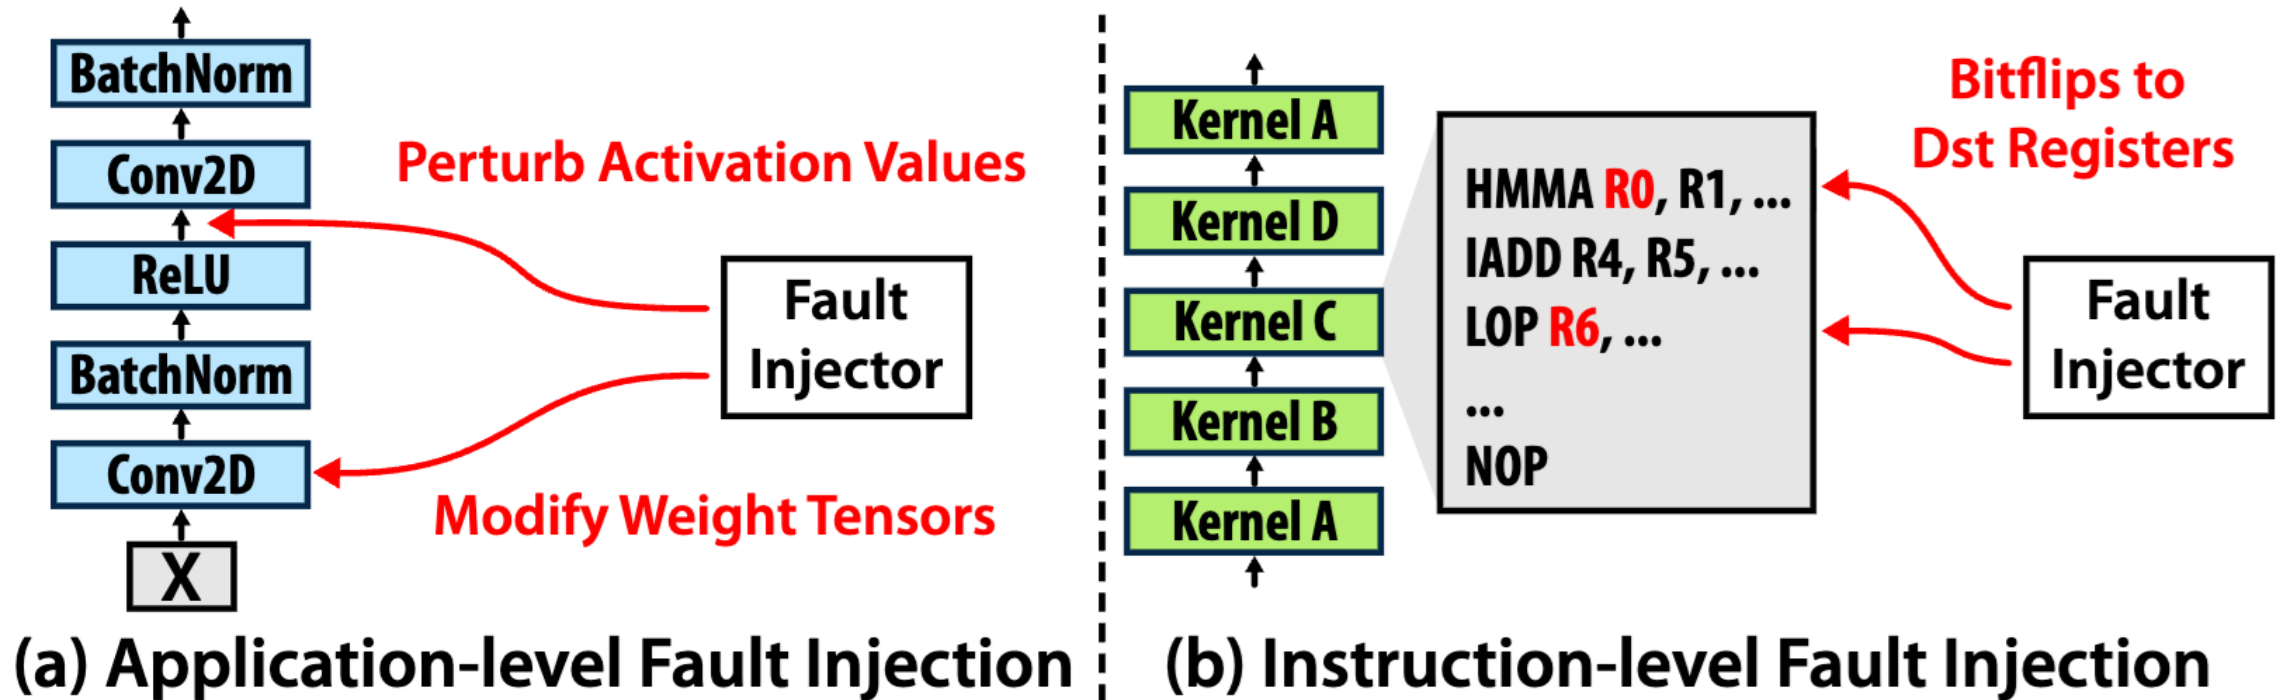 BatchNorm
Conv2D
ReLU
BatchNorm
Conv2D
X
Perturb Activation Values
Fault
Injector
Modify Weight Tensors
(a) Application-level Fault Injection
Kernel A
Kernel D
Kernel C
Kernel B
Kernel A
HMMA R0, R1, ...
IADD R4, R5, ...
LOP R6, ...
...
NOP
Bitflips to
Dst Registers
Fault
Injector
(b) Instruction-level Fault Injection